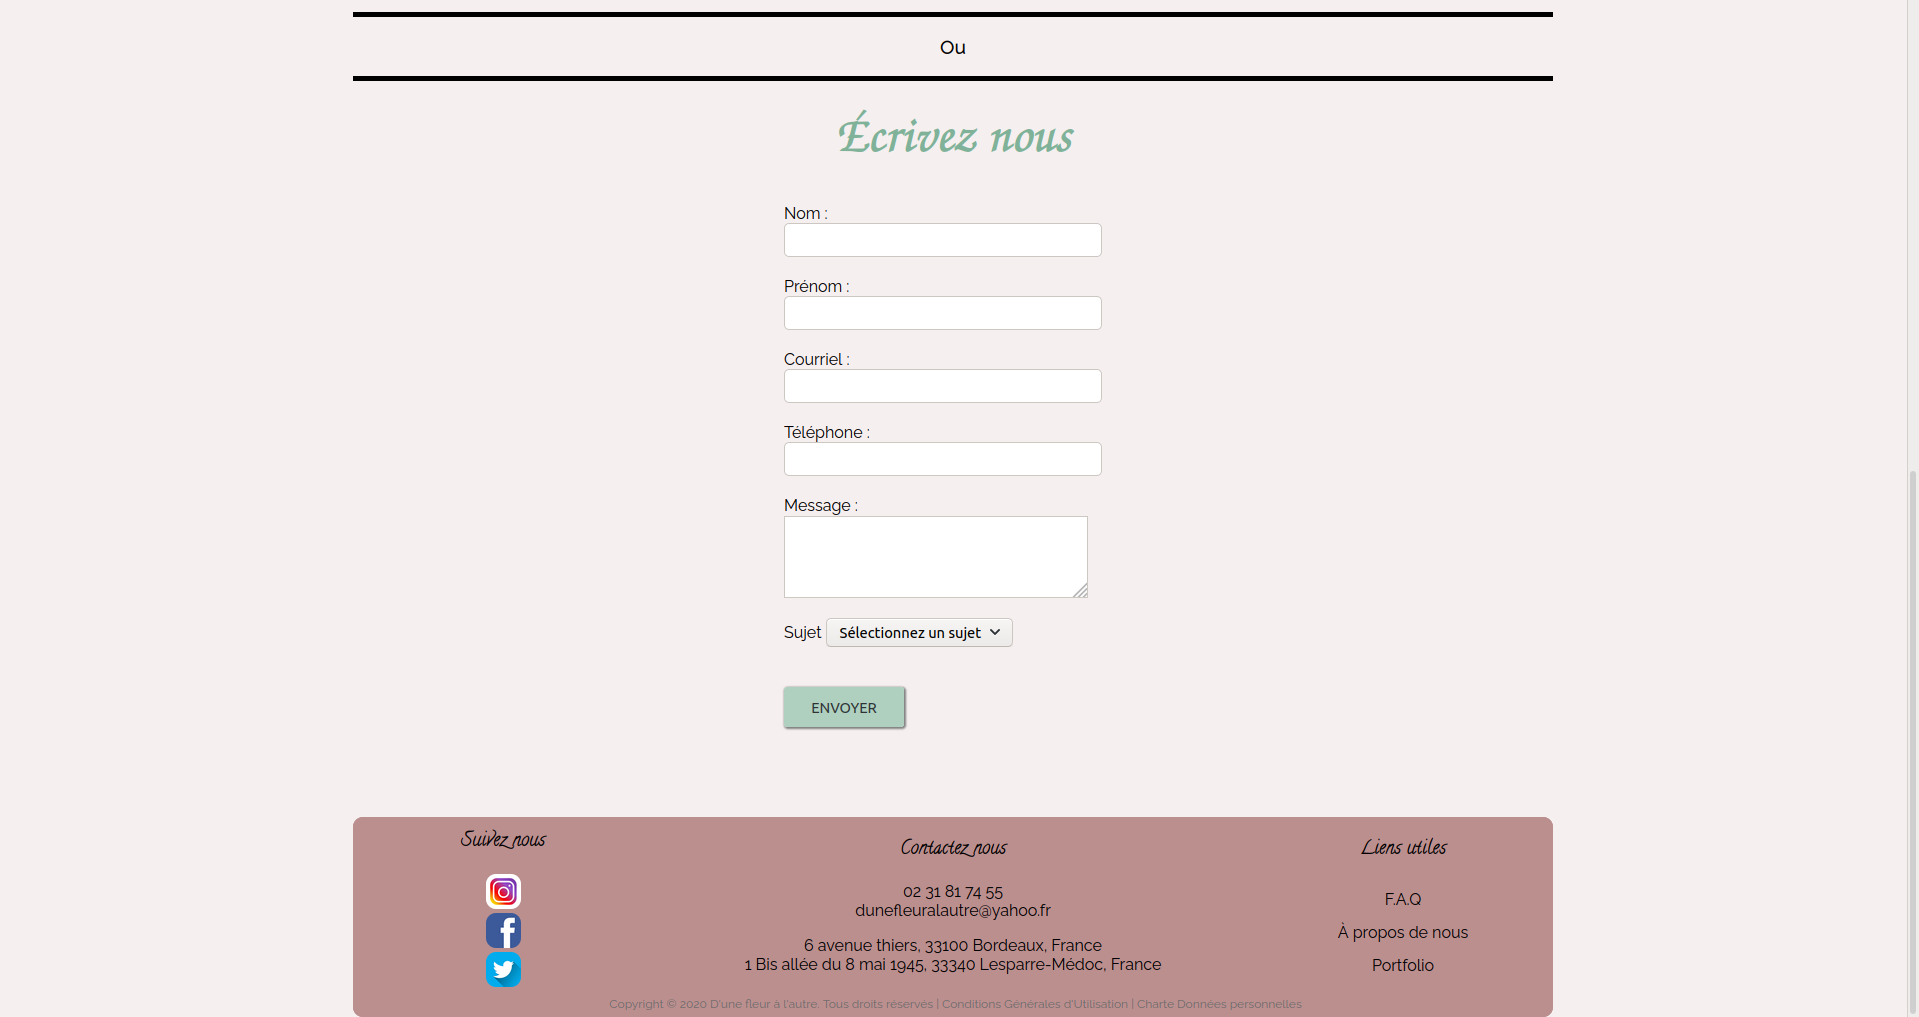 Ou
Écrivez nous
Nom :
Prénom :
Courriel :
Téléphone :
Message :
Sujet Sélectionnez un sujet
ENVOYER
Suivez nous
Contactez nous
02 31 81 74 55
dunefleuralautre@yahoo.fr
6 avenue thiers, 33100 Bordeaux, France
1 Bis allée du 8 mai 1945, 33340 Lesparre-Médoc, France
Liens utiles
F.A.Q
À propos de nous
Portfolio
Copyright © 2020 D'une fleur à l'autre. Tous droits réservés | Conditions Générales d'Utilisation | Charte Données personnelles